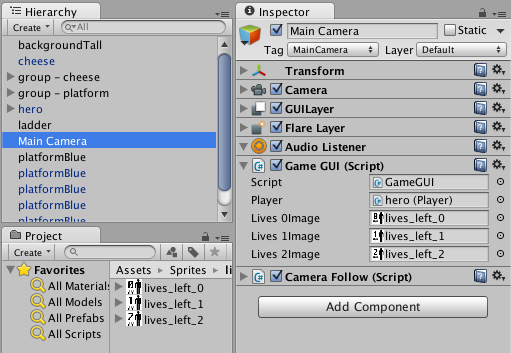 Hierarchy
Create All
backgroundTall
cheese
group - cheese
group - platform
hero
ladder
Main Camera
platformBlue
platformBlue
platformBlue
platformBlue
platformBlue
Project
Create
Favorites
All Materials
All Models
All Prefabs
All Scripts
Assets Sprites li
lives_left_0
lives_left_1
lives_left_2
Inspector
Main Camera Static
Tag MainCamera Layer Default
Transform
Camera
GUILayer
Flare Layer
Audio Listener
Game GUI (Script)
Script GameGUI
Player hero (Player)
Lives 0Image lives_left_0
Lives 1Image lives_left_1
Lives 2Image lives_left_2
Camera Follow (Script)
Add Component